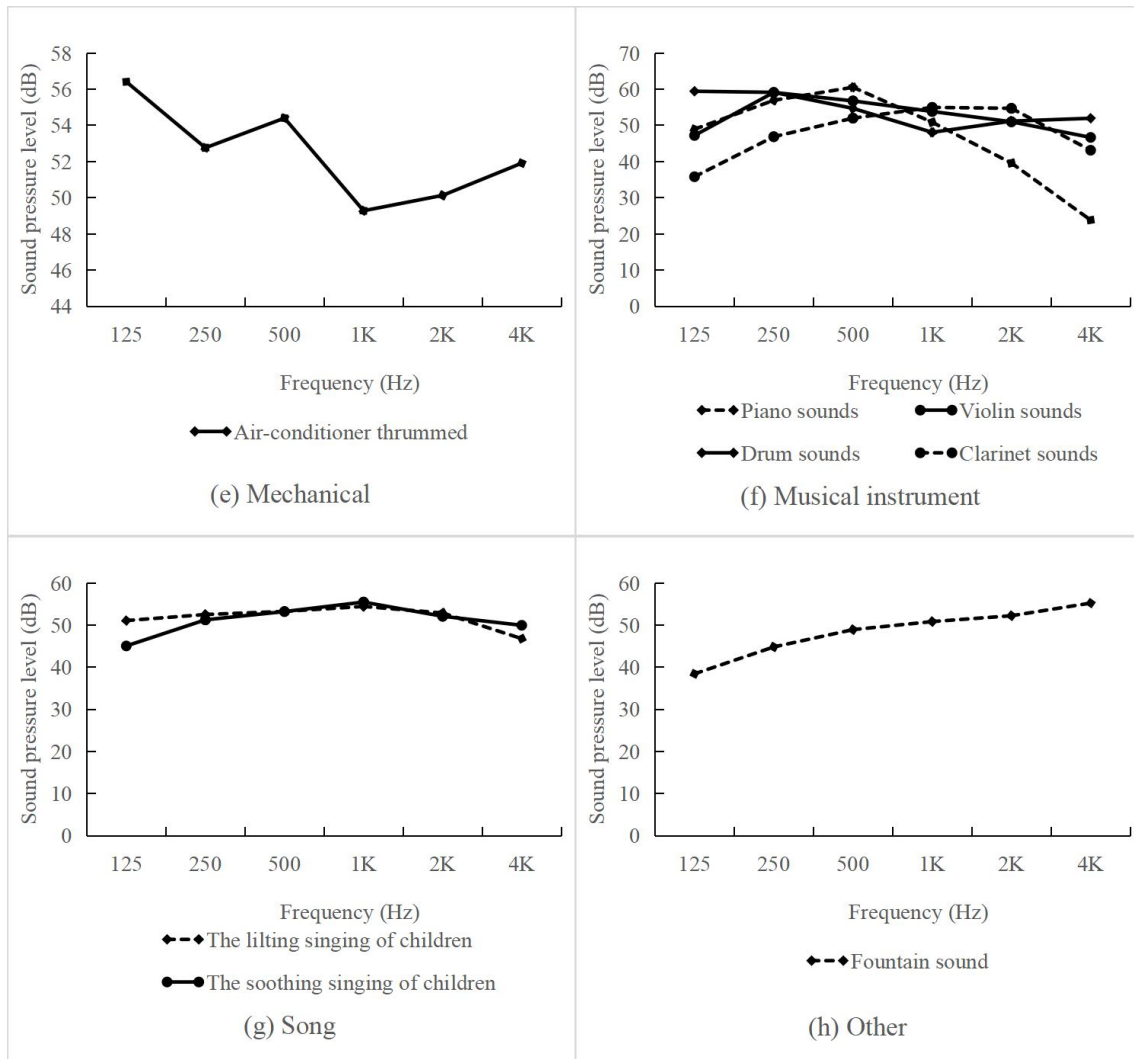 Sound pressure level (dB)
58
56
54
52
50
48
46
44
125 250 500 1K 2K 4K
Frequency (Hz)
Air-conditioner thrummed
(e) Mechanical
Sound pressure level (dB)
70
60
50
40
30
20
10
0
125 250 500 1K 2K 4K
Frequency (Hz)
Piano sounds Violin sounds
Drum sounds Clarinet sounds
(f) Musical instrument
Sound pressure level (dB)
60
50
40
30
20
10
0
125 250 500 1K 2K 4K
Frequency (Hz)
The lilting singing of children
The soothing singing of children
(g) Song
Sound pressure level (dB)
60
50
40
30
20
10
0
125 250 500 1K 2K 4K
Frequency (Hz)
Fountain sound
(h) Other